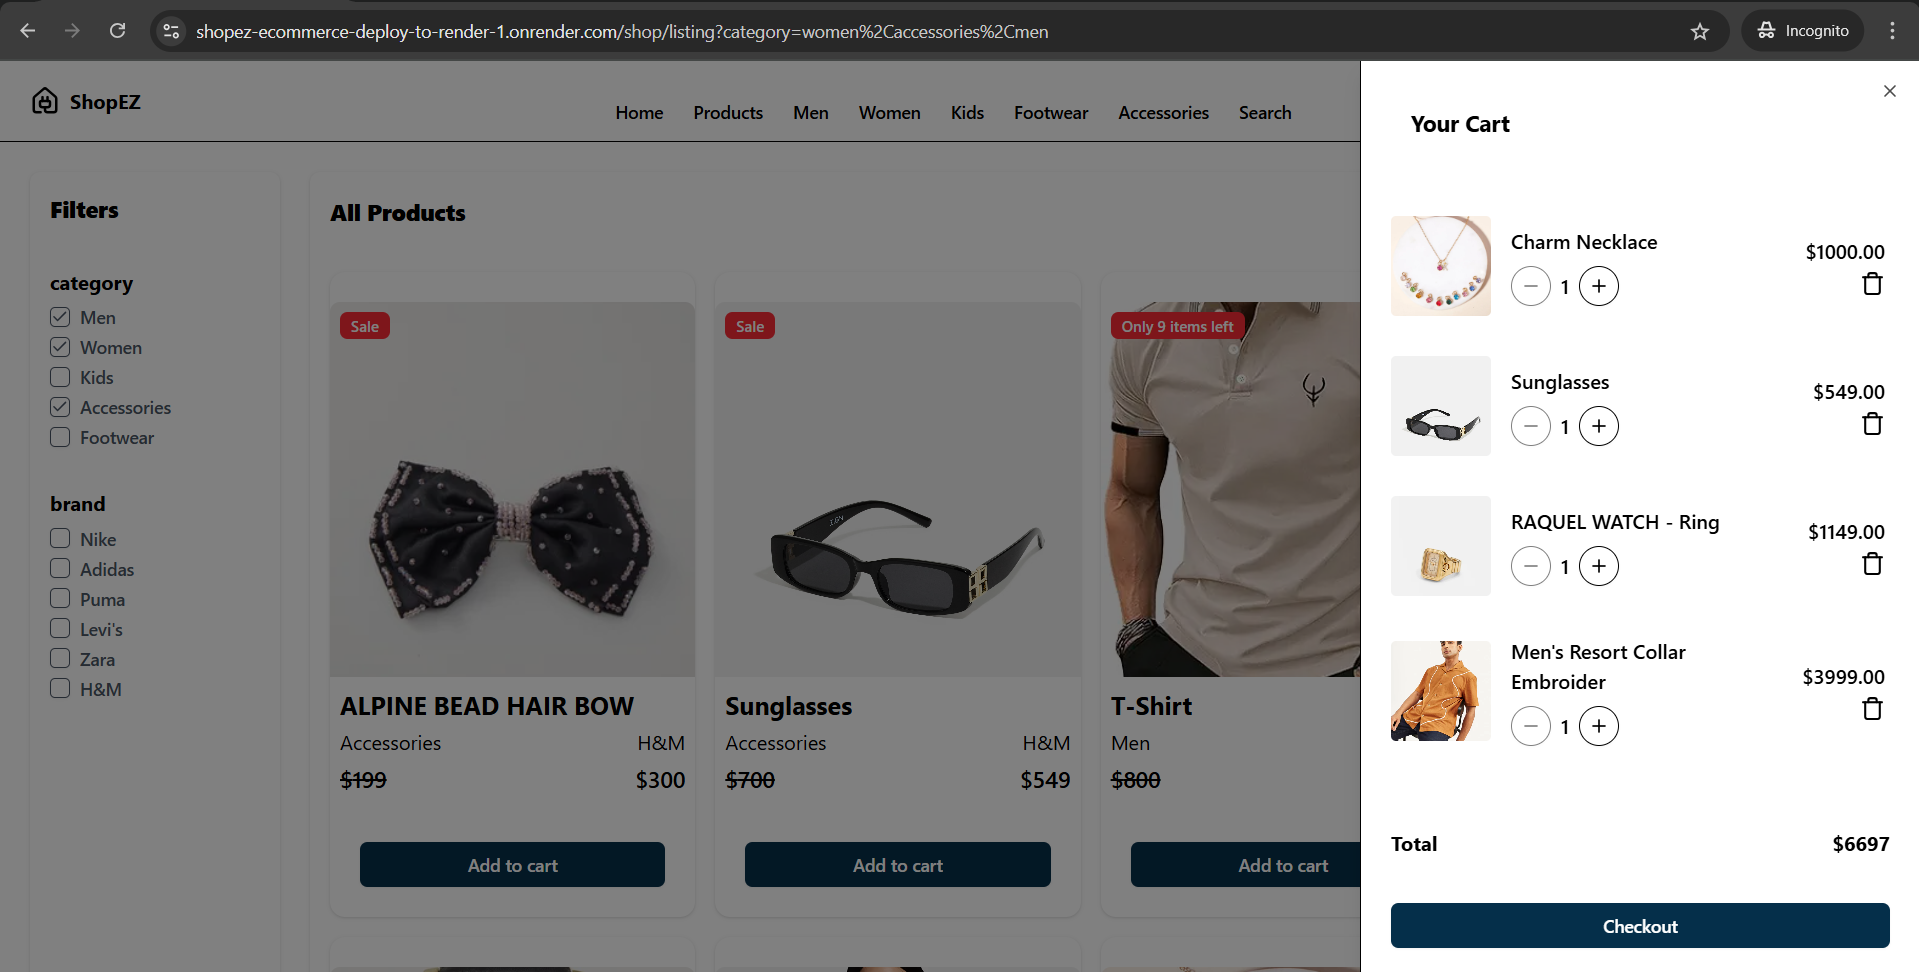 shopez-ecommerce-deploy-to-render-1.onrender.com/shop/listing?category=women%2Caccessories%2Cmen
Incognito
ShopEZ
Home Products Men Women Kids Footwear Accessories Search
Filters
category
Men
Women
Kids
Accessories
Footwear
brand
Nike
Adidas
Puma
Levi's
Zara
H&M
All Products
Sale
ALPINE BEAD HAIR BOW
Accessories H&M
$199 $300
Add to cart
Sale
Sunglasses
Accessories H&M
$700 $549
Add to cart
Only 9 items left
T-Shirt
Men
$800
Add to cart
Your Cart
Charm Necklace
$1000.00
1
Sunglasses
$549.00
1
RAQUEL WATCH - Ring
$1149.00
1
Men's Resort Collar
Embroider
$3999.00
1
Total $6697
Checkout